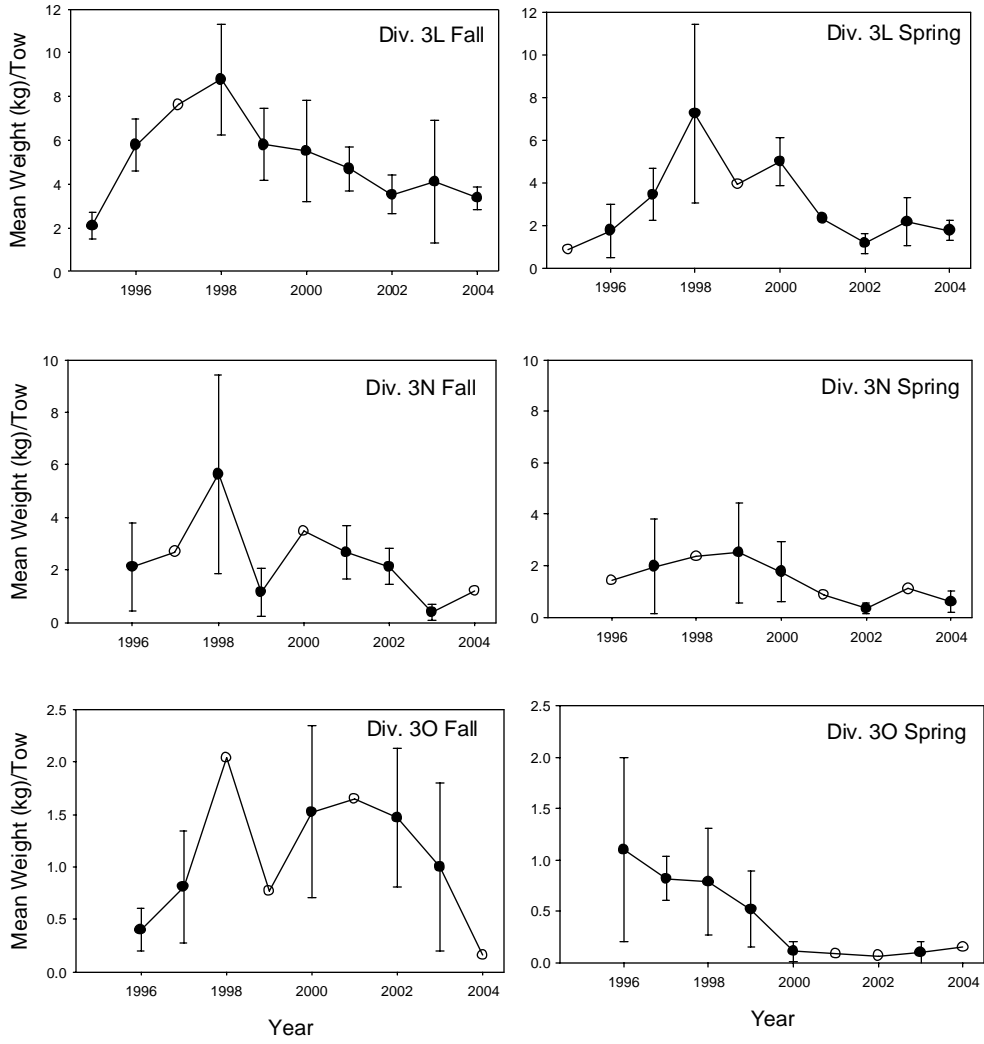 Div. 3L Fall
Mean Weight (kg)/Tow
12
10
8
6
4
2
0
1996 1998 2000 2002 2004
Div. 3L Spring
12
10
8
6
4
2
0
1996 1998 2000 2002 2004
Div. 3N Fall
Mean Weight (kg)/Tow
10
8
6
4
2
0
1996 1998 2000 2002 2004
Div. 3N Spring
10
8
6
4
2
0
1996 1998 2000 2002 2004
Div. 3O Fall
Mean Weight (kg)/Tow
2.5
2.0
1.5
1.0
0.5
0.0
1996 1998 2000 2002 2004
Year
Div. 3O Spring
2.5
2.0
1.5
1.0
0.5
0.0
1996 1998 2000 2002 2004
Year